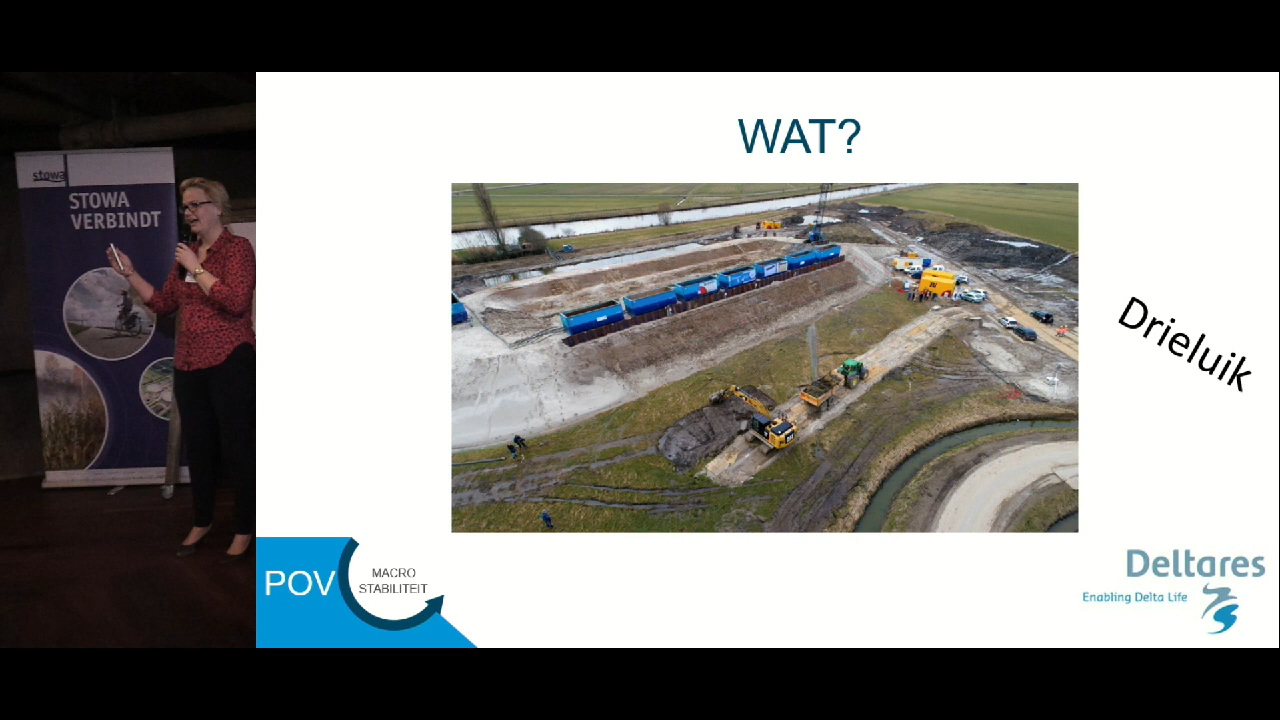 stowa
STOWA
VERBINDT
WAT?
Drieluik
POV
MACRO
STABILITEIT
Deltares
Enabling Delta Life